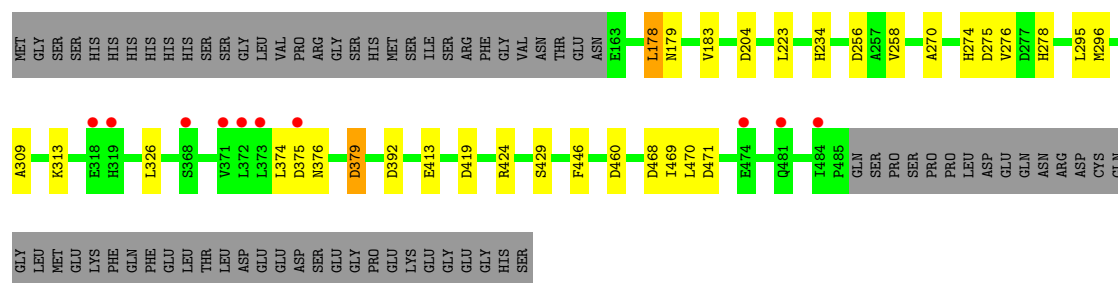 MET GLY SER SER HIS HIS HIS HIS HIS HIS SER SER GLY LEU VAL PRO ARG GLY SER HIS MET SER ILE SER ARG PHE GLY VAL ASN THR GLU ASN E163 L178 N179 V183 D204 L223 H234 D256 A257 V258 A270 H274 D275 V276 D277 H278 L295 M296
A309 K313 E318 H319 L326 S368 V371 L372 L373 L374 D375 N376 D379 D392 E413 D419 R424 S429 F446 D460 D468 I469 L470 D471 E474 Q481 I484 P485 GLN SER PRO SER PRO PRO LEU ASP GLU GLN ASN ARG ASP CYS GLN
GLY LEU MET GLU LYS PHE GLN PHE GLU LEU THR LEU ASP GLU GLU ASP SER GLU GLY PRO GLU LYS GLU GLY GLU GLY HIS SER